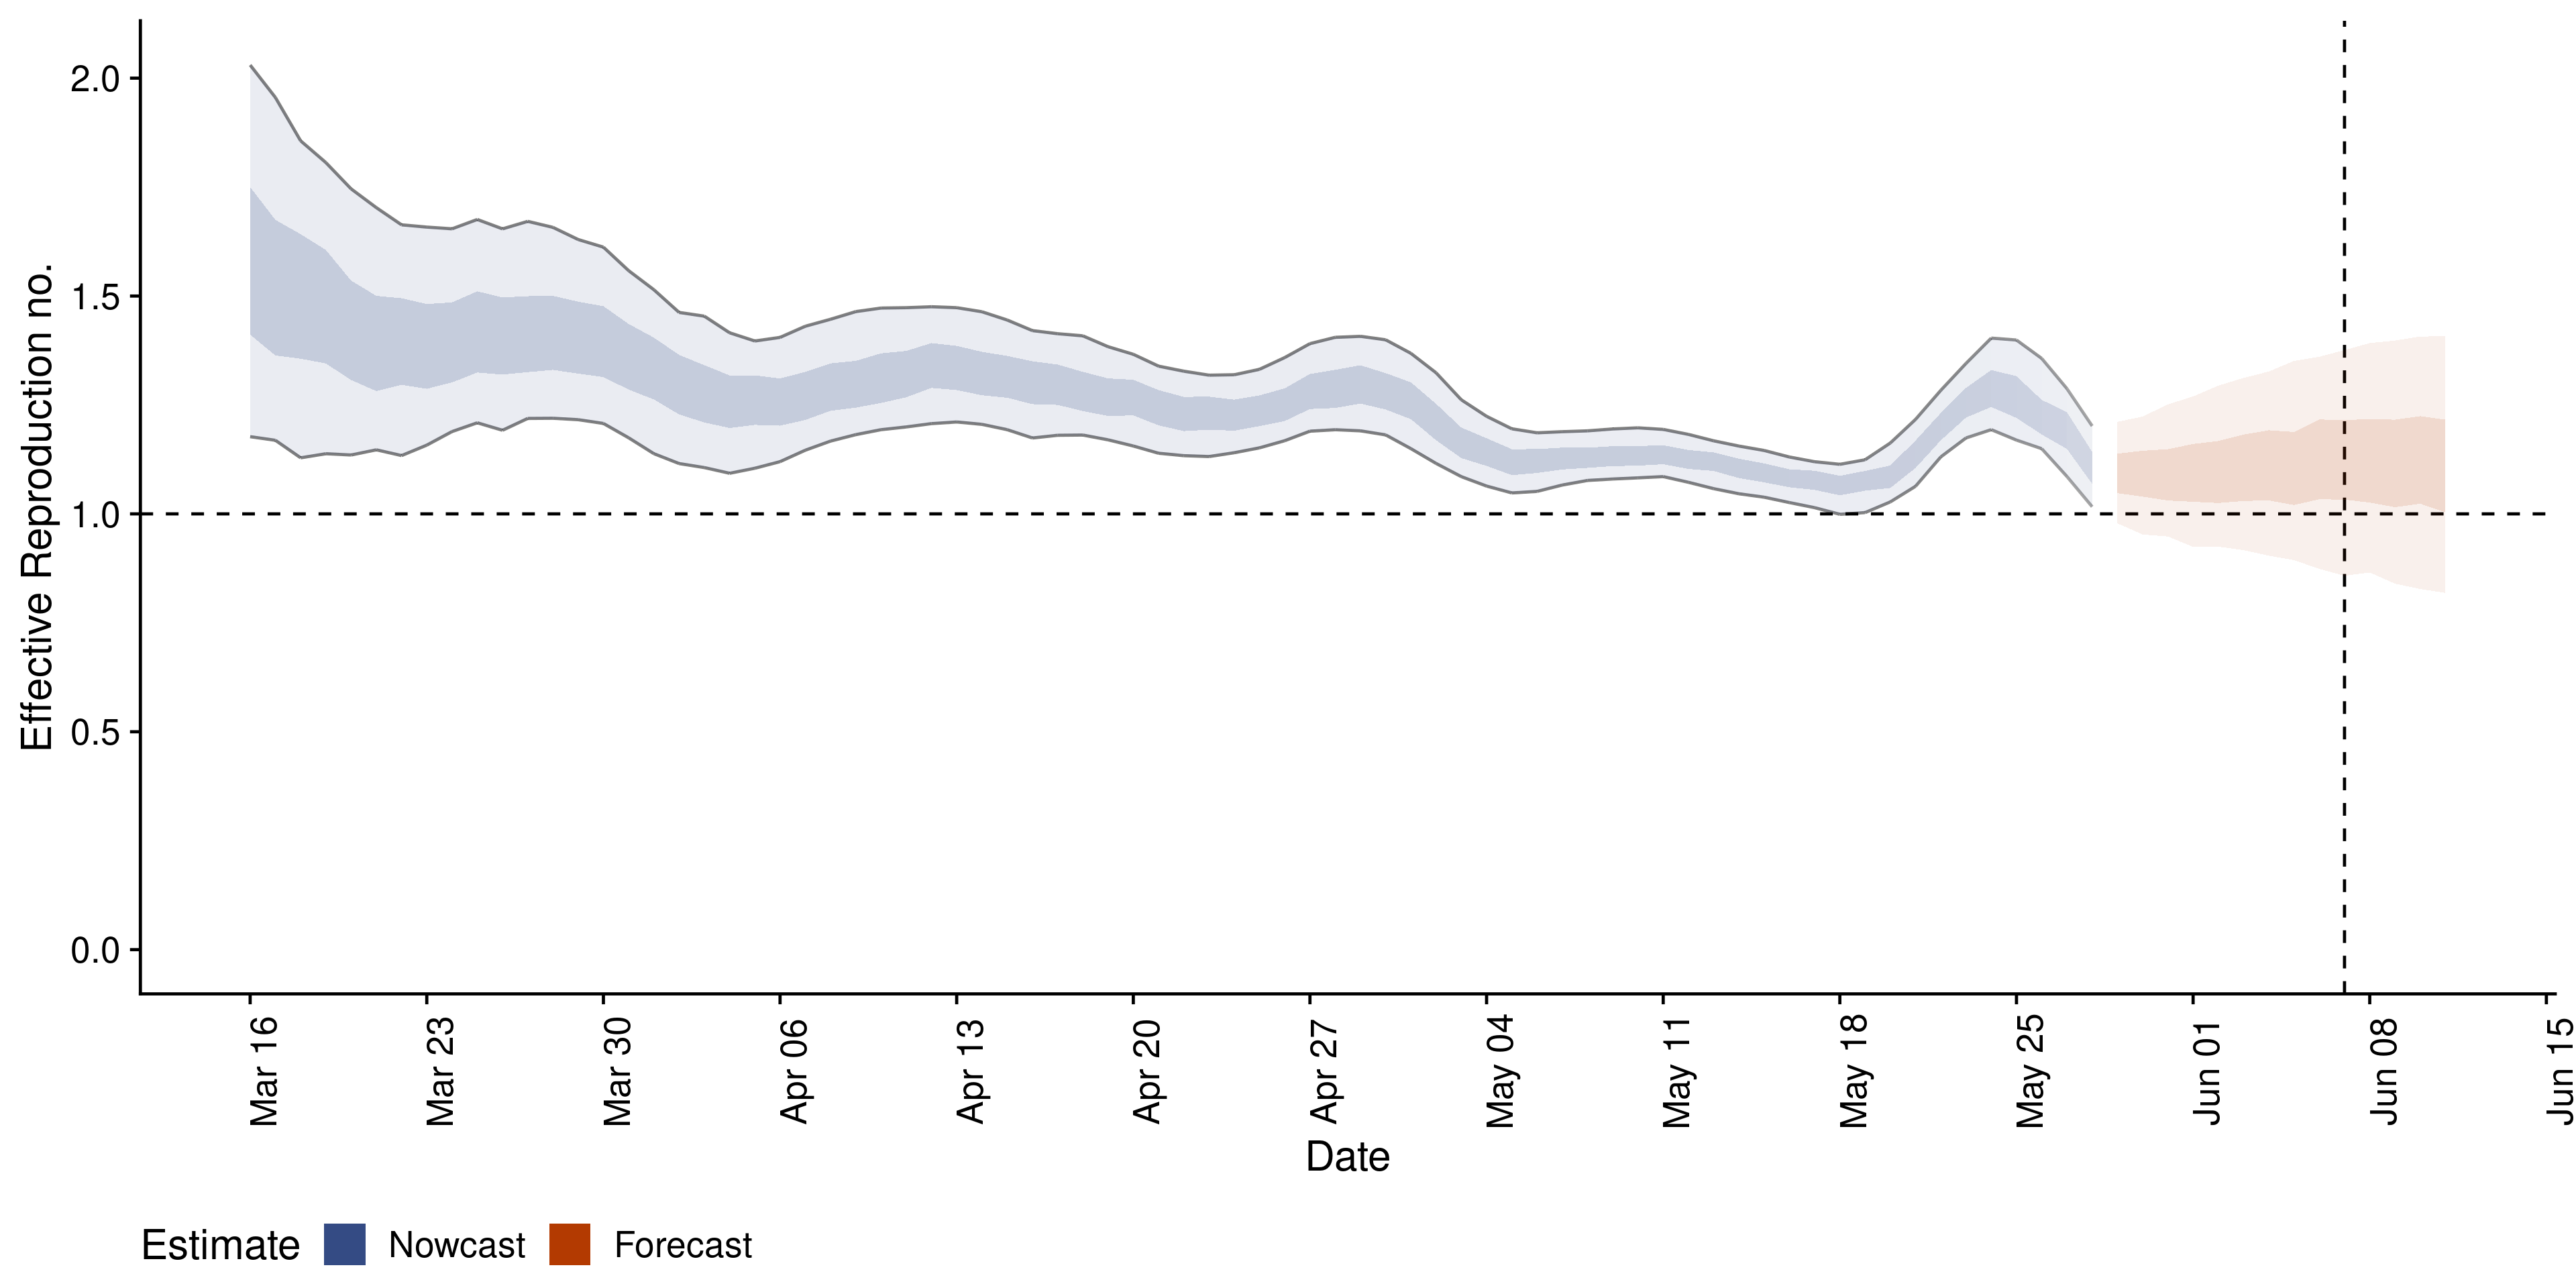 Effective Reproduction no.
2.0
1.5
1.0
0.5
0.0
Mar 16
Mar 23
Mar 30
Apr 06
Apr 13
Apr 20
Apr 27
May 04
May 11
May 18
May 25
Jun 01
Jun 08
Jun 15
Date
Estimate Nowcast Forecast